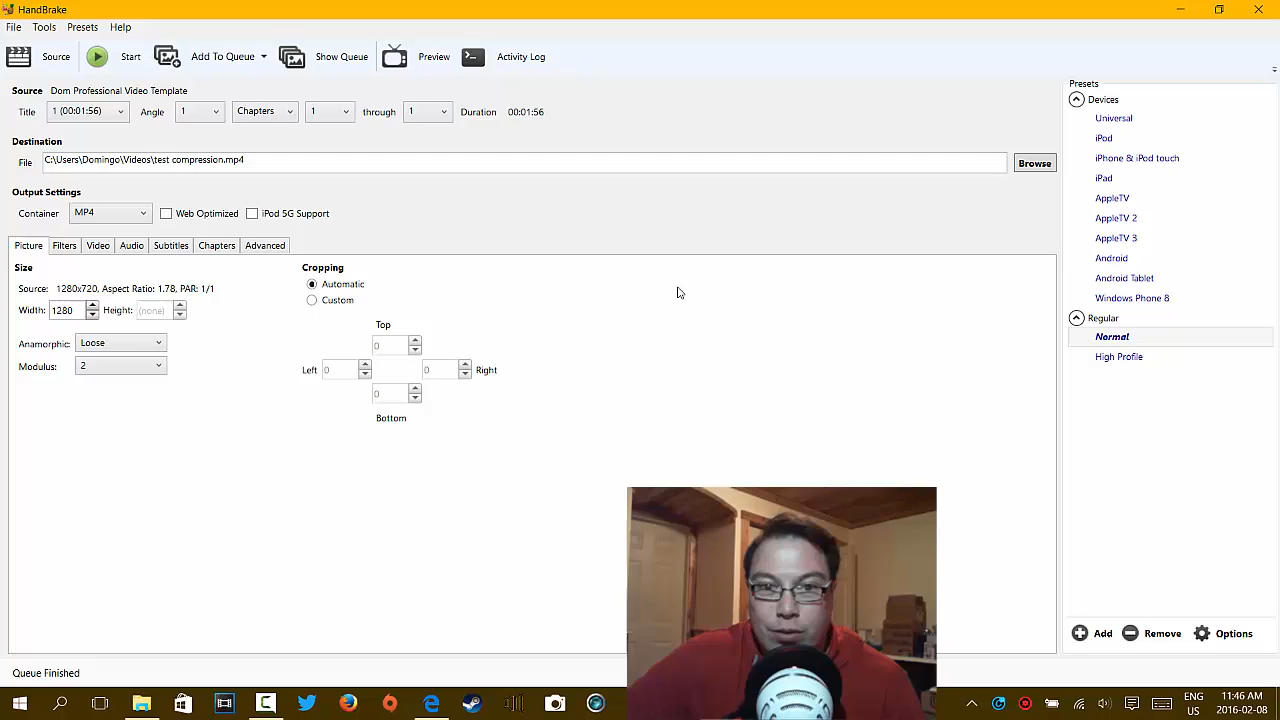 HandBrake
File Tools Presets Help
Source Start Add To Queue Show Queue Preview Activity Log
Source Dom Professional Video Template
Title 1 (00:01:56) Angle 1 Chapters 1 through 1 Duration 00:01:56
Destination
File C:\Users\Domingo\Videos\test compression.mp4 Browse
Output Settings
Container MP4 Web Optimized iPod 5G Support
Picture Filters Video Audio Subtitles Chapters Advanced
Size
Source: 1280x720, Aspect Ratio: 1.78, PAR: 1/1
Width: 1280 Height: (none)
Anamorphic: Loose
Modulus: 2
Cropping
Automatic
Custom
Top
0
Left 0 0 Right
0
Bottom
Presets
Devices
Universal
iPod
iPhone & iPod touch
iPad
AppleTV
AppleTV 2
AppleTV 3
Android
Android Tablet
Windows Phone 8
Regular
Normal
High Profile
Add Remove Options
Queue Finished
ENG
US
11:46 AM
2016-02-08